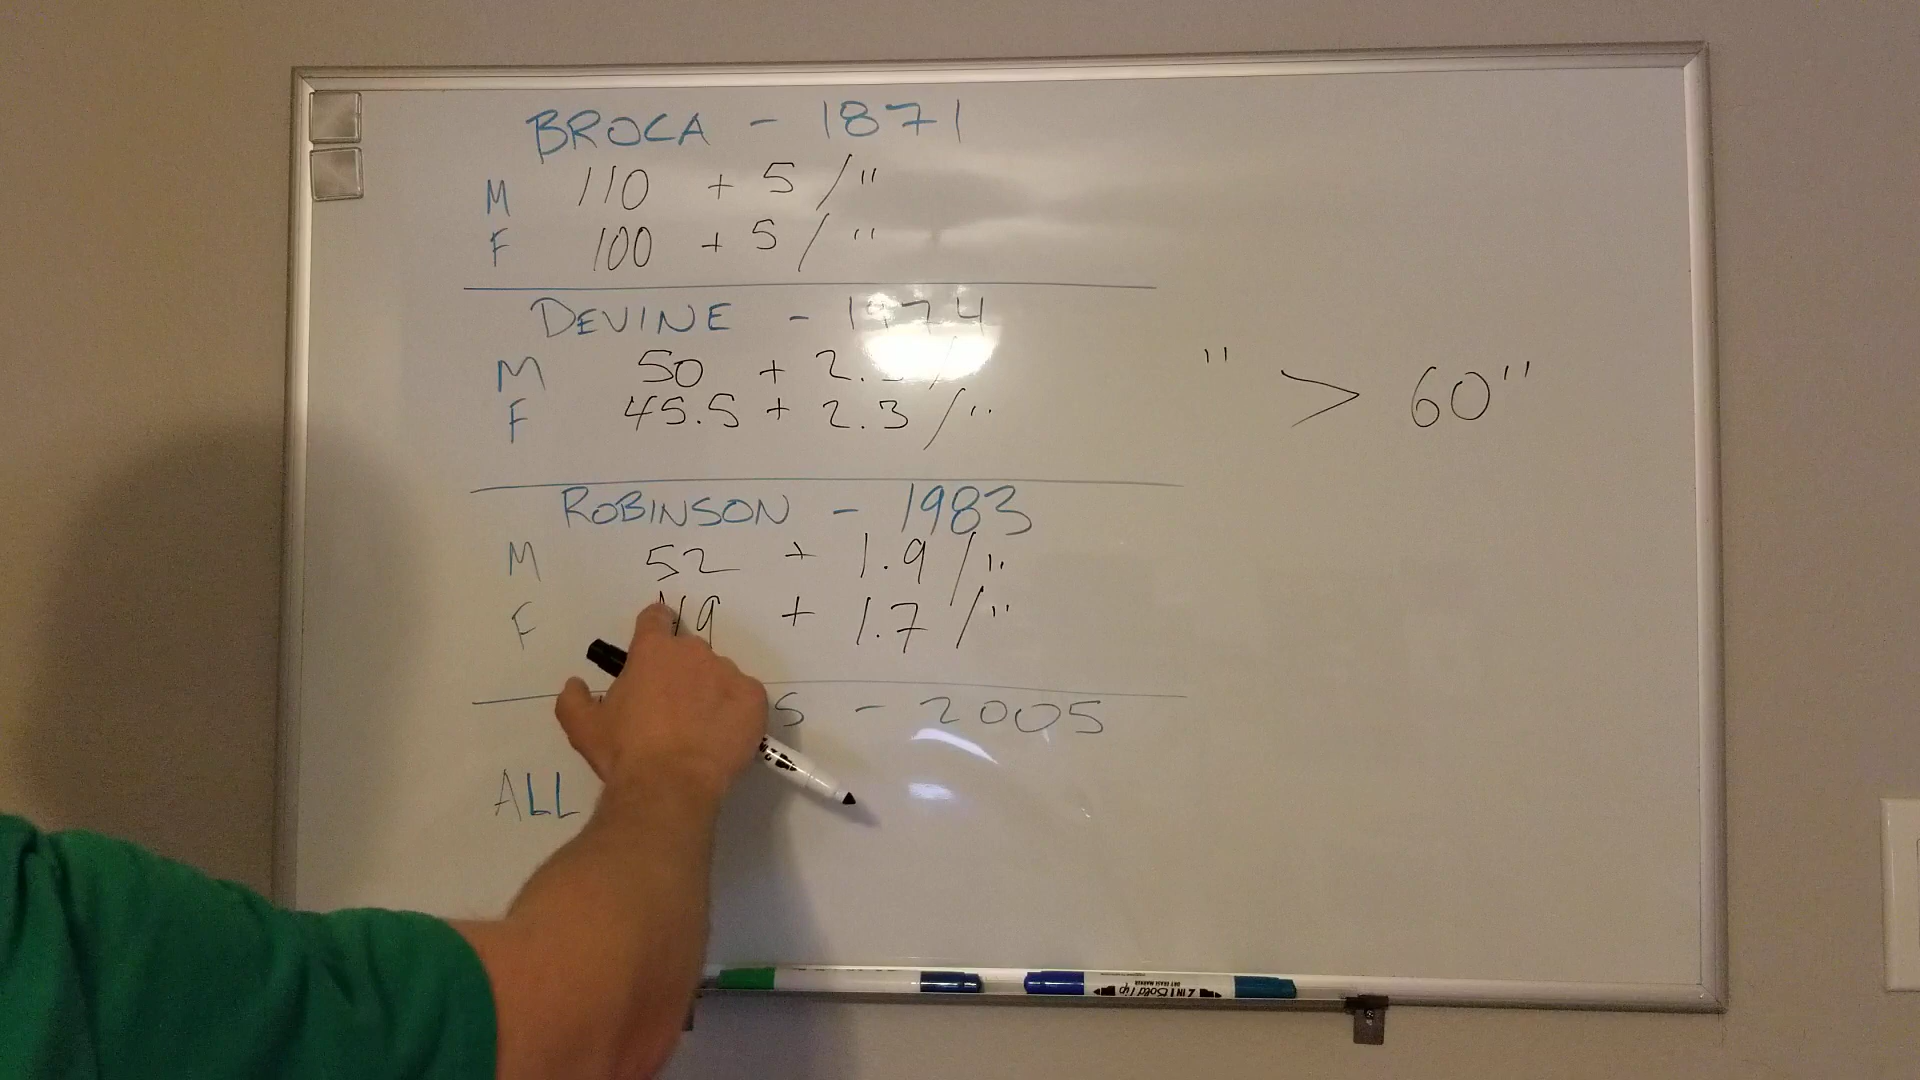 BROCA - 1871
M 110 + 5 /"
F 100 + 5 / "
DEVINE - 1974
M 50 + 2.
F 45.5 + 2.3 /"
" > 60"
ROBINSON - 1983
M 52 + 1.9 /"
F 49 + 1.7 /"
- 2005
ALL